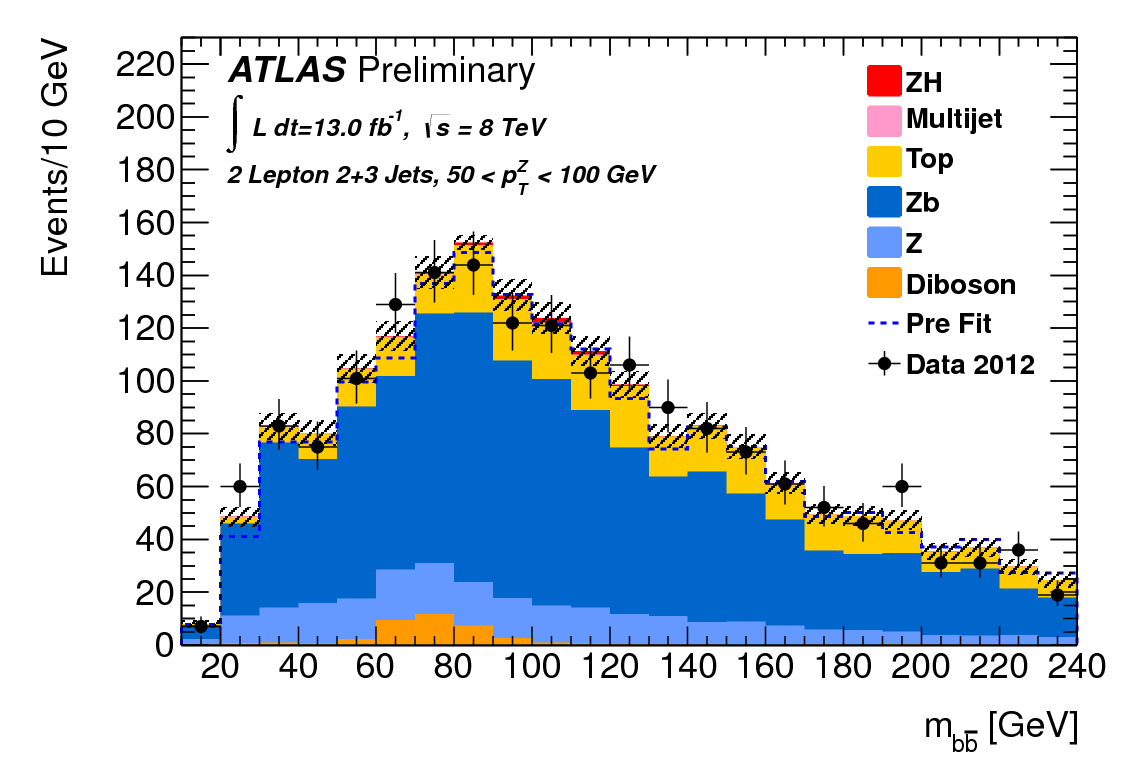 Events/10 GeV
220
200
180
160
140
120
100
80
60
40
20
0
ATLAS Preliminary
∫ L dt=13.0 fb⁻¹, √s = 8 TeV
2 Lepton 2+3 Jets, 50 < p_T^Z < 100 GeV
ZH
Multijet
Top
Zb
Z
Diboson
Pre Fit
Data 2012
20 40 60 80 100 120 140 160 180 200 220 240
m_bb̅ [GeV]